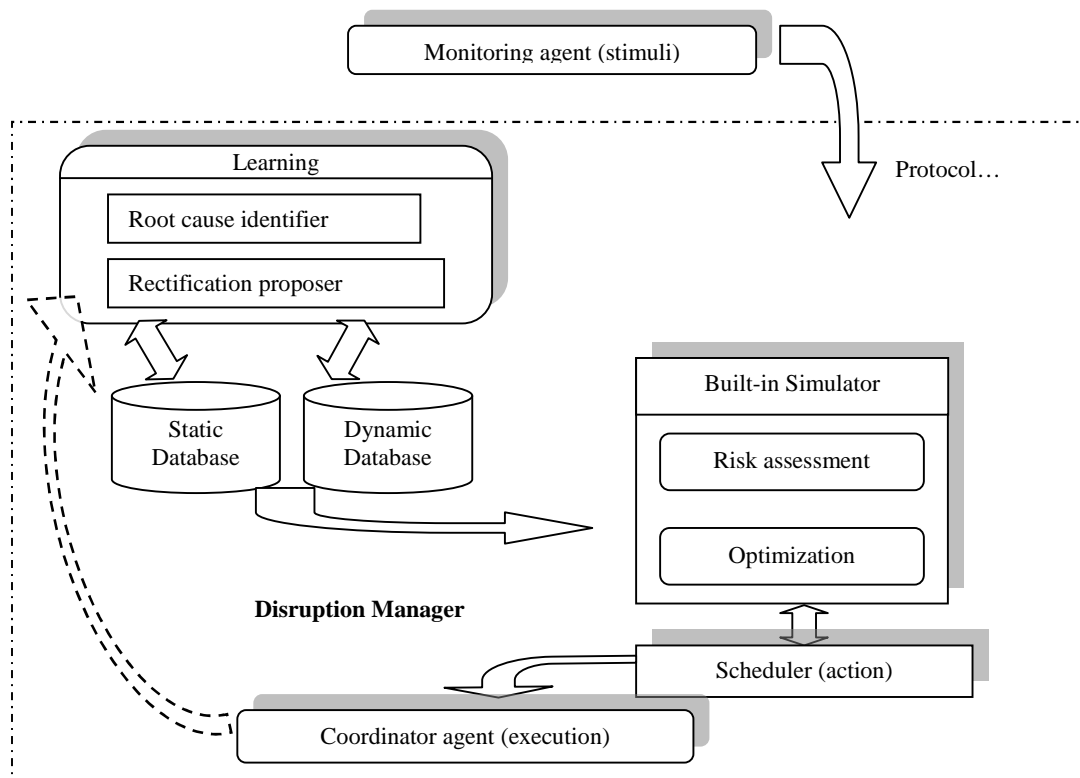 Monitoring agent (stimuli)
Protocol…
Learning
Root cause identifier
Rectification proposer
Static
Database
Dynamic
Database
Built-in Simulator
Risk assessment
Optimization
Disruption Manager
Scheduler (action)
Coordinator agent (execution)